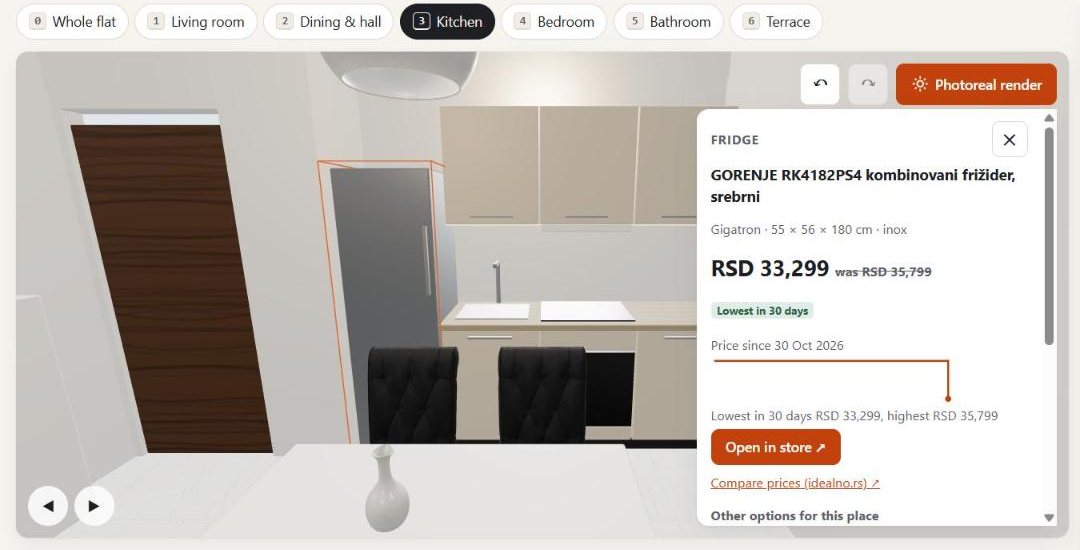 0 Whole flat 1 Living room 2 Dining & hall 3 Kitchen 4 Bedroom 5 Bathroom 6 Terrace
Photoreal render
FRIDGE
GORENJE RK4182PS4 kombinovani frižider,
srebrni
Gigatron · 55 × 56 × 180 cm · inox
RSD 33,299 was RSD 35,799
Lowest in 30 days
Price since 30 Oct 2026
Lowest in 30 days RSD 33,299, highest RSD 35,799
Open in store ↗
Compare prices (idealno.rs) ↗
Other options for this place